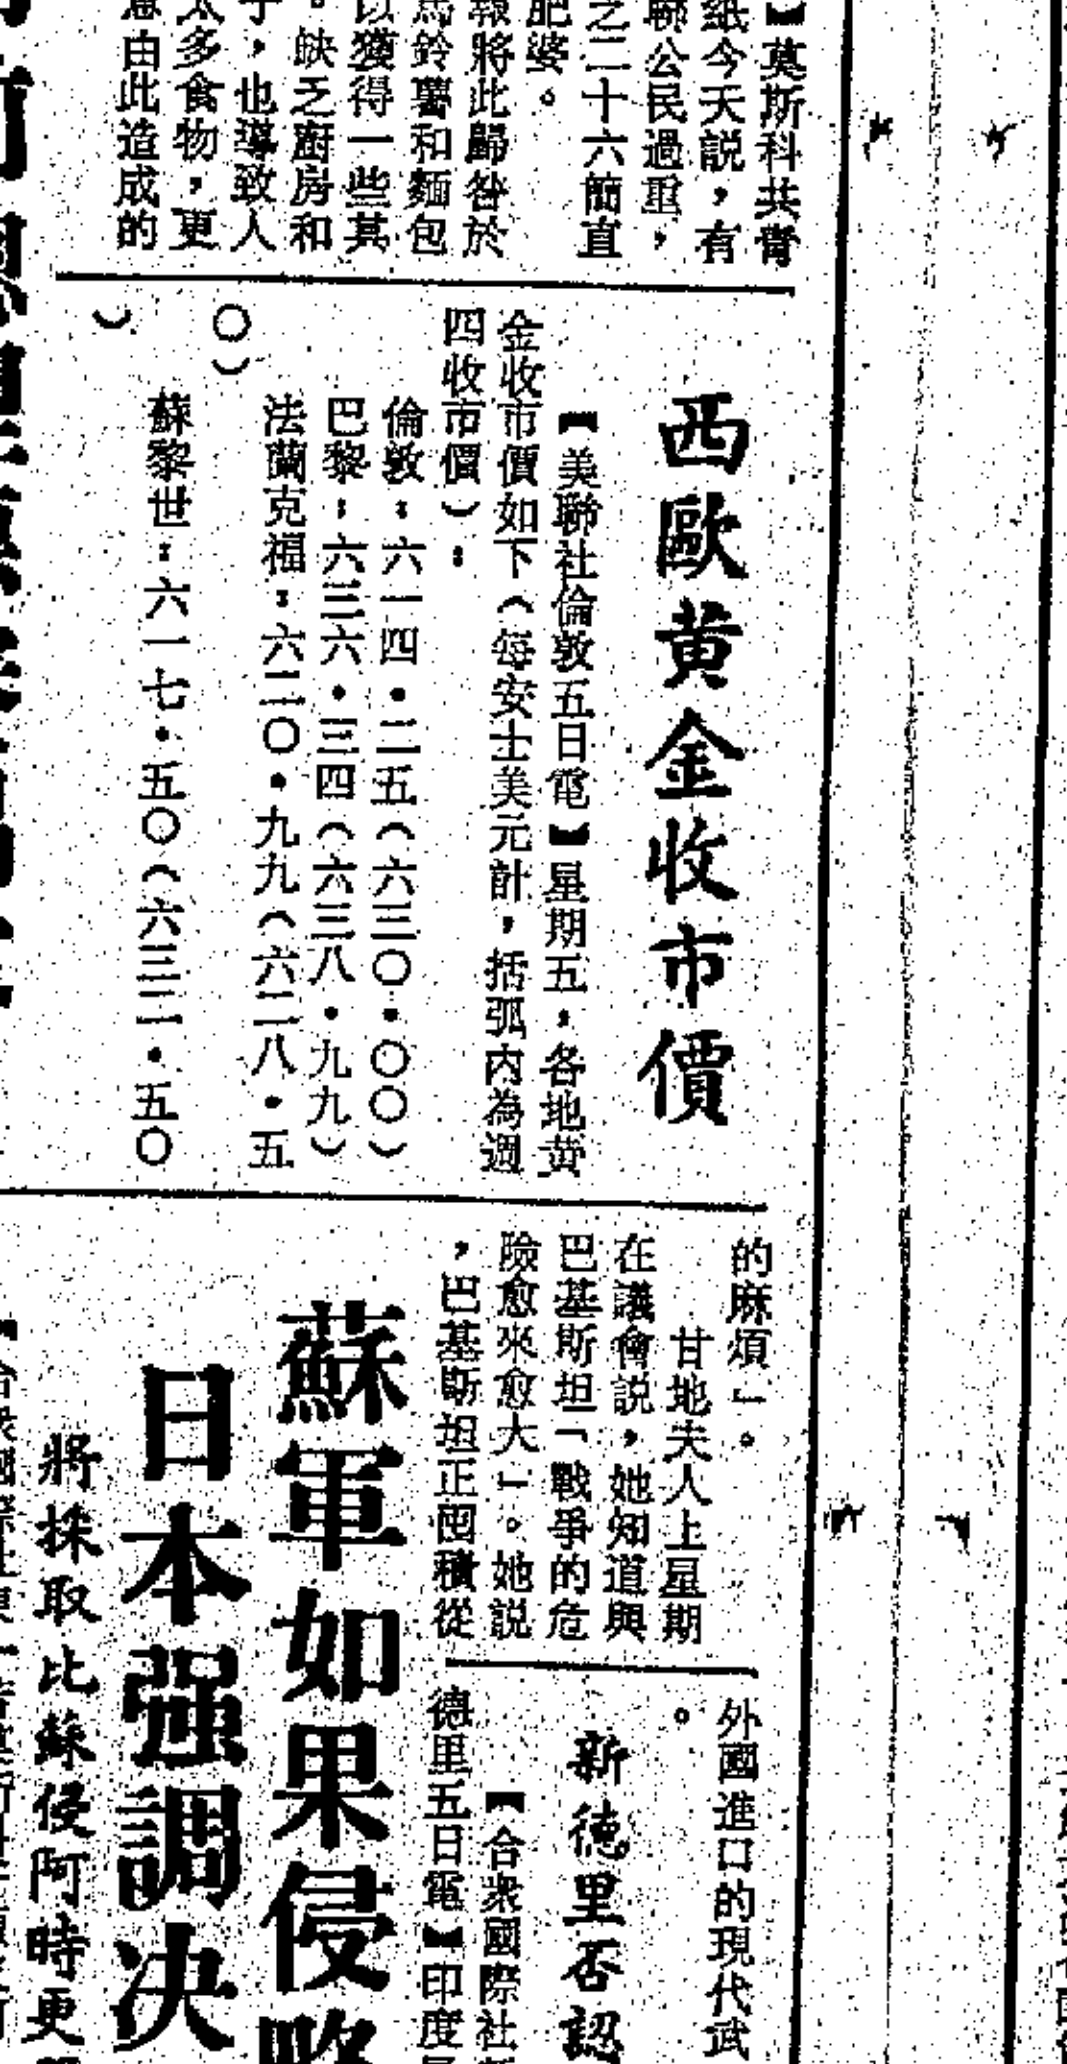 】莫斯科共青
紙今天説，有
聯公民過重，
之二十六簡直
肥婆。
報將此歸咎於
馬鈴薯和麵包
以獲得一些其
。缺乏廚房和
子，也導致人
太多食物，更
意由此造成的
西歐黄金收市價
【美聯社倫敦五日電】星期五，各地黄
金收市價如下（每安士美元計，括弧内為週
四收市價）：
倫敦：六一四・二五（六三〇・〇〇）
巴黎：六三六・三四（六三八・九九）
法蘭克福：六二〇・九九（六二八・五
〇）
蘇黎世：六一七・五〇（六三二・五〇
）
的麻煩」。
甘地夫人上星期
在議會説，她知道與
巴基斯坦「戰爭的危
險愈來愈大」。她説
，巴基斯坦正囤積從
外國進口的現代武
。
新德里否認
【合衆國際社
德里五日電】印度
蘇軍如果侵略
日本强調决
將採取比蘇侵阿時更